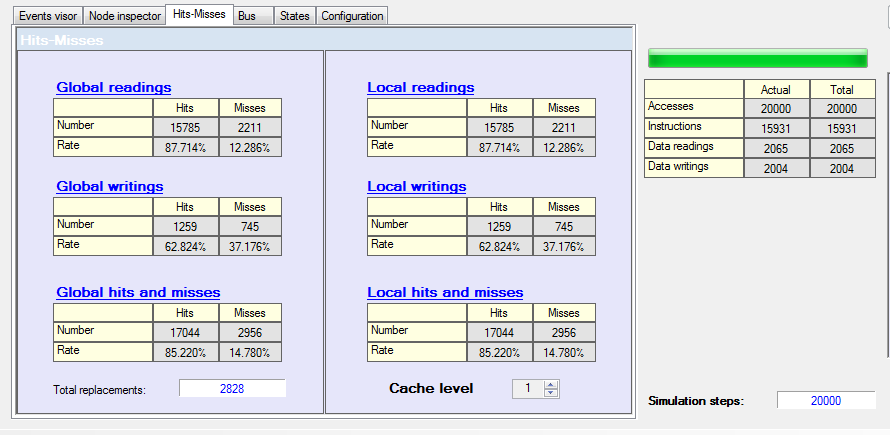 Events visor Node inspector Hits-Misses Bus States Configuration
Hits-Misses
Global readings
Hits Misses
Number 15785 2211
Rate 87.714% 12.286%
Global writings
Hits Misses
Number 1259 745
Rate 62.824% 37.176%
Global hits and misses
Hits Misses
Number 17044 2956
Rate 85.220% 14.780%
Total replacements: 2828
Local readings
Hits Misses
Number 15785 2211
Rate 87.714% 12.286%
Local writings
Hits Misses
Number 1259 745
Rate 62.824% 37.176%
Local hits and misses
Hits Misses
Number 17044 2956
Rate 85.220% 14.780%
Cache level 1
Actual Total
Accesses 20000 20000
Instructions 15931 15931
Data readings 2065 2065
Data writings 2004 2004
Simulation steps: 20000